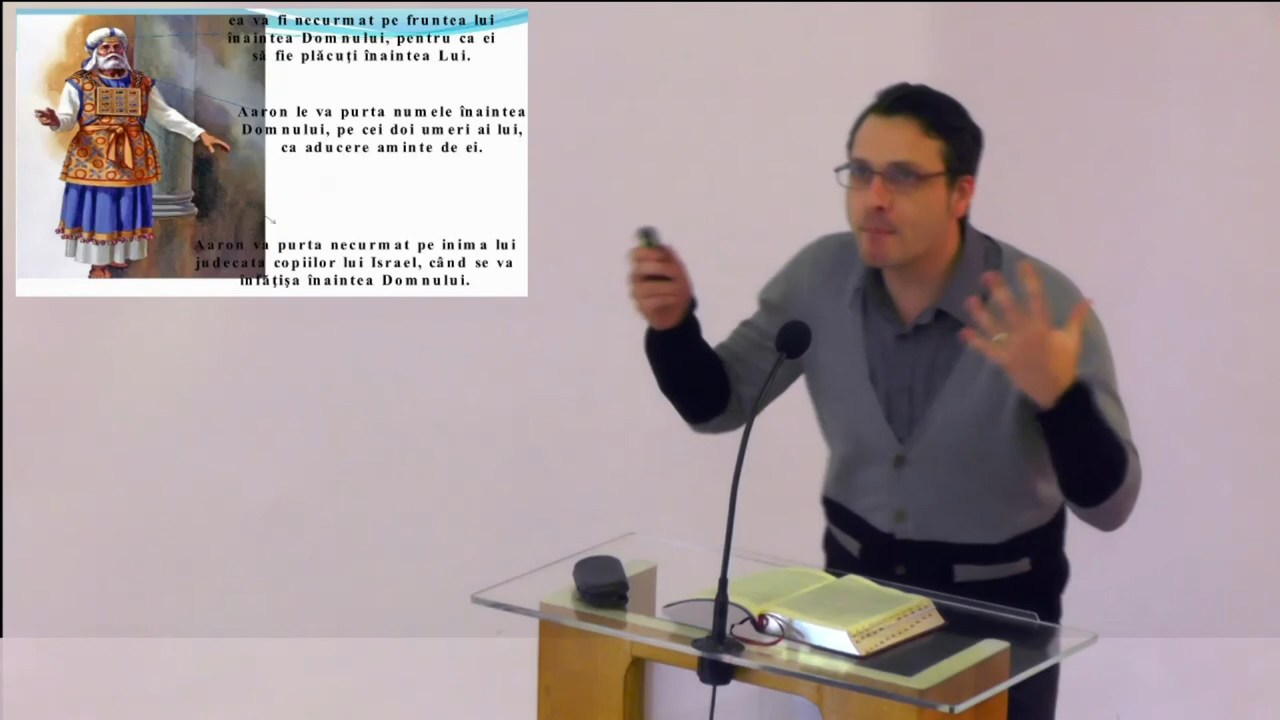 ea va fi necurmat pe fruntea lui
înaintea Domnului, pentru ca ei
să fie plăcuţi înaintea Lui.
Aaron le va purta numele înaintea
Domnului, pe cei doi umeri ai lui,
ca aducere aminte de ei.
Aaron va purta necurmat pe inima lui
judecata copiilor lui Israel, când se va
înfăţişa înaintea Domnului.